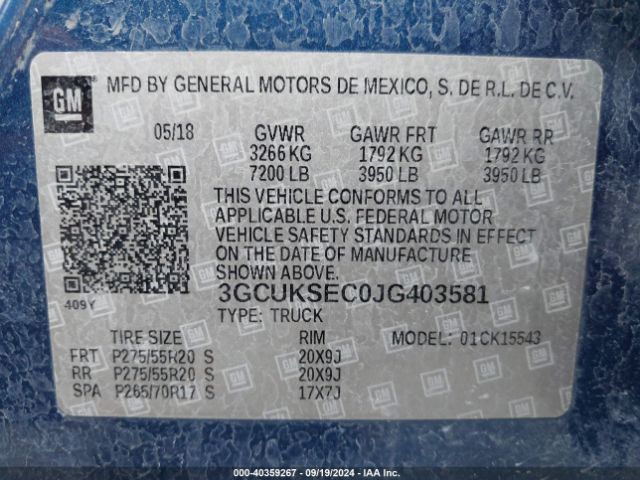 GM
MFD BY GENERAL MOTORS DE MEXICO, S. DE R.L. DE C.V.
05/18 GVWR GAWR FRT GAWR RR
3266 KG 1792 KG 1792 KG
7200 LB 3950 LB 3950 LB
THIS VEHICLE CONFORMS TO ALL
APPLICABLE U.S. FEDERAL MOTOR
VEHICLE SAFETY STANDARDS IN EFFECT
ON THE DATE OF MANUFACTURE
SHOWN ABOVE.
409Y 3GCUKSEC0JG403581
TYPE: TRUCK
TIRE SIZE RIM MODEL: 01CK15543
FRT P275/55R20 S 20X9J
RR P275/55R20 S 20X9J
SPA P265/70R17 S 17X7J
000-40359267 - 09/19/2024 - IAA Inc.